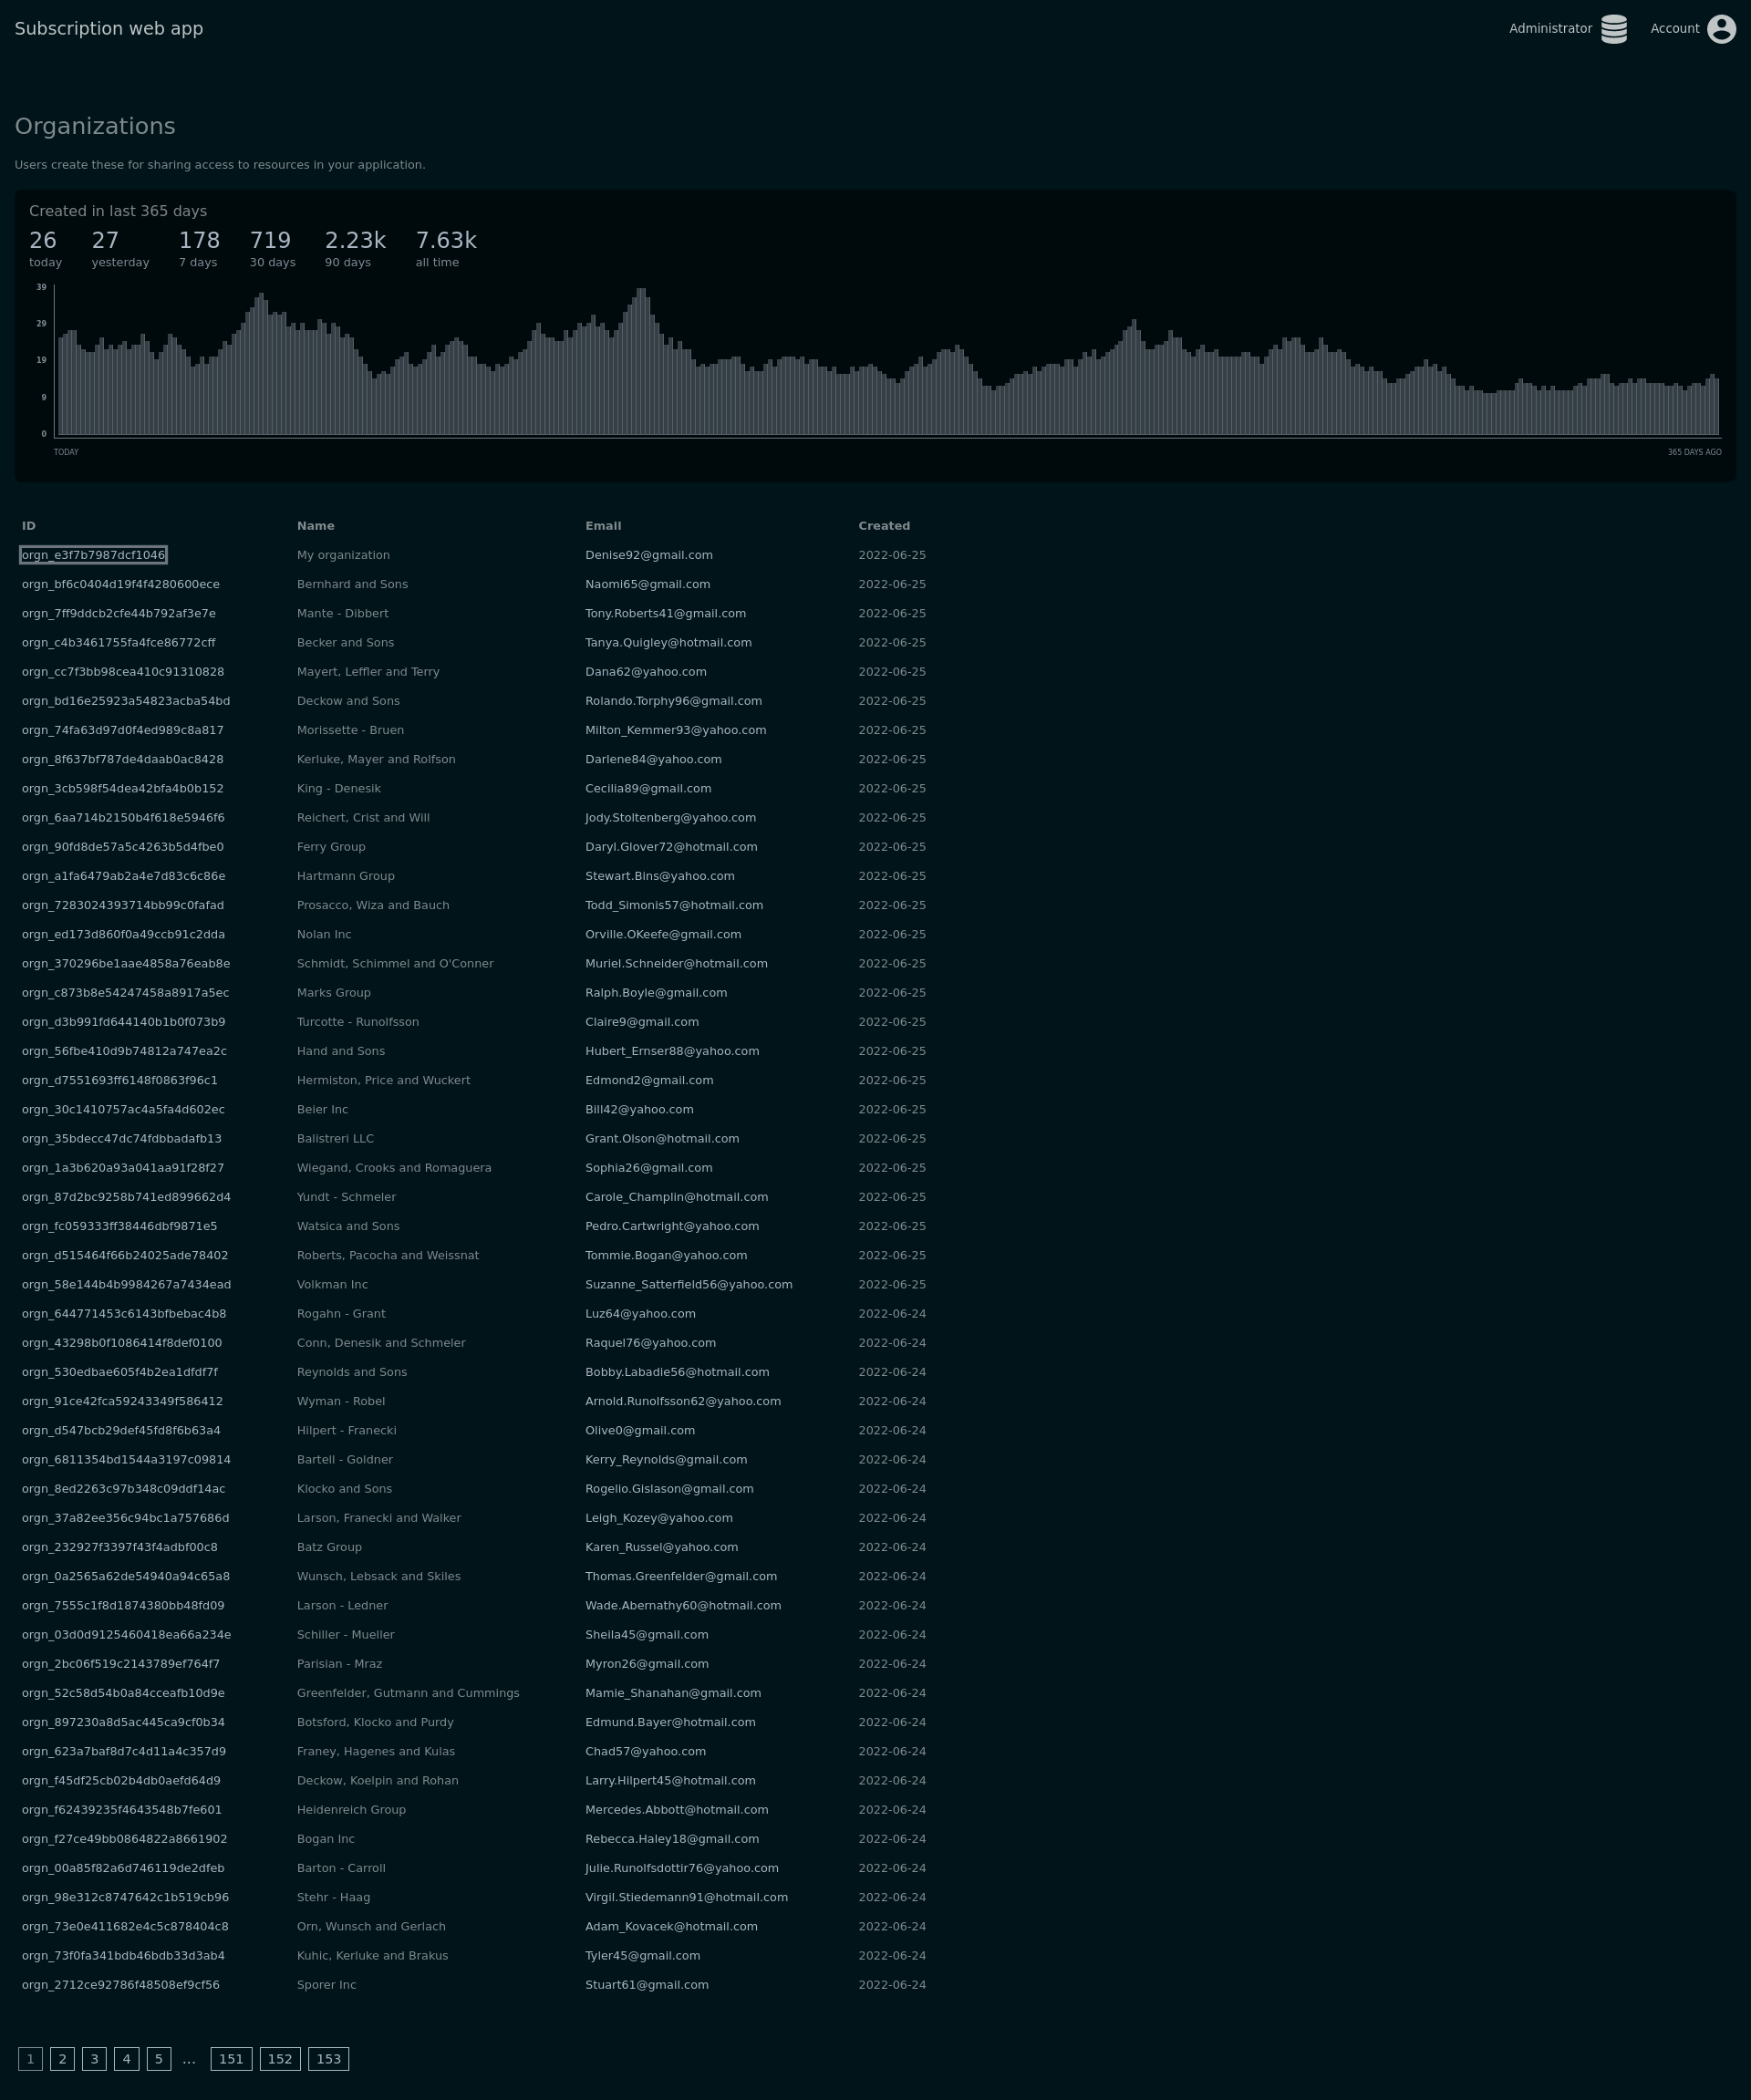 Subscription web app Administrator Account
Organizations
Users create these for sharing access to resources in your application.
Created in last 365 days
26 27 178 719 2.23k 7.63k
today yesterday 7 days 30 days 90 days all time
39
29
19
9
0
TODAY 365 DAYS AGO
ID Name Email Created
orgn_e3f7b7987dcf1046 My organization Denise92@gmail.com 2022-06-25
orgn_bf6c0404d19f4f4280600ece Bernhard and Sons Naomi65@gmail.com 2022-06-25
orgn_7ff9ddcb2cfe44b792af3e7e Mante - Dibbert Tony.Roberts41@gmail.com 2022-06-25
orgn_c4b3461755fa4fce86772cff Becker and Sons Tanya.Quigley@hotmail.com 2022-06-25
orgn_cc7f3bb98cea410c91310828 Mayert, Leffler and Terry Dana62@yahoo.com 2022-06-25
orgn_bd16e25923a54823acba54bd Deckow and Sons Rolando.Torphy96@gmail.com 2022-06-25
orgn_74fa63d97d0f4ed989c8a817 Morissette - Bruen Milton_Kemmer93@yahoo.com 2022-06-25
orgn_8f637bf787de4daab0ac8428 Kerluke, Mayer and Rolfson Darlene84@yahoo.com 2022-06-25
orgn_3cb598f54dea42bfa4b0b152 King - Denesik Cecilia89@gmail.com 2022-06-25
orgn_6aa714b2150b4f618e5946f6 Reichert, Crist and Will Jody.Stoltenberg@yahoo.com 2022-06-25
orgn_90fd8de57a5c4263b5d4fbe0 Ferry Group Daryl.Glover72@hotmail.com 2022-06-25
orgn_a1fa6479ab2a4e7d83c6c86e Hartmann Group Stewart.Bins@yahoo.com 2022-06-25
orgn_7283024393714bb99c0fafad Prosacco, Wiza and Bauch Todd_Simonis57@hotmail.com 2022-06-25
orgn_ed173d860f0a49ccb91c2dda Nolan Inc Orville.OKeefe@gmail.com 2022-06-25
orgn_370296be1aae4858a76eab8e Schmidt, Schimmel and O'Conner Muriel.Schneider@hotmail.com 2022-06-25
orgn_c873b8e54247458a8917a5ec Marks Group Ralph.Boyle@gmail.com 2022-06-25
orgn_d3b991fd644140b1b0f073b9 Turcotte - Runolfsson Claire9@gmail.com 2022-06-25
orgn_56fbe410d9b74812a747ea2c Hand and Sons Hubert_Ernser88@yahoo.com 2022-06-25
orgn_d7551693ff6148f0863f96c1 Hermiston, Price and Wuckert Edmond2@gmail.com 2022-06-25
orgn_30c1410757ac4a5fa4d602ec Beier Inc Bill42@yahoo.com 2022-06-25
orgn_35bdecc47dc74fdbbadafb13 Balistreri LLC Grant.Olson@hotmail.com 2022-06-25
orgn_1a3b620a93a041aa91f28f27 Wiegand, Crooks and Romaguera Sophia26@gmail.com 2022-06-25
orgn_87d2bc9258b741ed899662d4 Yundt - Schmeler Carole_Champlin@hotmail.com 2022-06-25
orgn_fc059333ff38446dbf9871e5 Watsica and Sons Pedro.Cartwright@yahoo.com 2022-06-25
orgn_d515464f66b24025ade78402 Roberts, Pacocha and Weissnat Tommie.Bogan@yahoo.com 2022-06-25
orgn_58e144b4b9984267a7434ead Volkman Inc Suzanne_Satterfield56@yahoo.com 2022-06-25
orgn_644771453c6143bfbebac4b8 Rogahn - Grant Luz64@yahoo.com 2022-06-24
orgn_43298b0f1086414f8def0100 Conn, Denesik and Schmeler Raquel76@yahoo.com 2022-06-24
orgn_530edbae605f4b2ea1dfdf7f Reynolds and Sons Bobby.Labadie56@hotmail.com 2022-06-24
orgn_91ce42fca59243349f586412 Wyman - Robel Arnold.Runolfsson62@yahoo.com 2022-06-24
orgn_d547bcb29def45fd8f6b63a4 Hilpert - Franecki Olive0@gmail.com 2022-06-24
orgn_6811354bd1544a3197c09814 Bartell - Goldner Kerry_Reynolds@gmail.com 2022-06-24
orgn_8ed2263c97b348c09ddf14ac Klocko and Sons Rogelio.Gislason@gmail.com 2022-06-24
orgn_37a82ee356c94bc1a757686d Larson, Franecki and Walker Leigh_Kozey@yahoo.com 2022-06-24
orgn_232927f3397f43f4adbf00c8 Batz Group Karen_Russel@yahoo.com 2022-06-24
orgn_0a2565a62de54940a94c65a8 Wunsch, Lebsack and Skiles Thomas.Greenfelder@gmail.com 2022-06-24
orgn_7555c1f8d1874380bb48fd09 Larson - Ledner Wade.Abernathy60@hotmail.com 2022-06-24
orgn_03d0d9125460418ea66a234e Schiller - Mueller Sheila45@gmail.com 2022-06-24
orgn_2bc06f519c2143789ef764f7 Parisian - Mraz Myron26@gmail.com 2022-06-24
orgn_52c58d54b0a84cceafb10d9e Greenfelder, Gutmann and Cummings Mamie_Shanahan@gmail.com 2022-06-24
orgn_897230a8d5ac445ca9cf0b34 Botsford, Klocko and Purdy Edmund.Bayer@hotmail.com 2022-06-24
orgn_623a7baf8d7c4d11a4c357d9 Franey, Hagenes and Kulas Chad57@yahoo.com 2022-06-24
orgn_f45df25cb02b4db0aefd64d9 Deckow, Koelpin and Rohan Larry.Hilpert45@hotmail.com 2022-06-24
orgn_f62439235f4643548b7fe601 Heidenreich Group Mercedes.Abbott@hotmail.com 2022-06-24
orgn_f27ce49bb0864822a8661902 Bogan Inc Rebecca.Haley18@gmail.com 2022-06-24
orgn_00a85f82a6d746119de2dfeb Barton - Carroll Julie.Runolfsdottir76@yahoo.com 2022-06-24
orgn_98e312c8747642c1b519cb96 Stehr - Haag Virgil.Stiedemann91@hotmail.com 2022-06-24
orgn_73e0e411682e4c5c878404c8 Orn, Wunsch and Gerlach Adam_Kovacek@hotmail.com 2022-06-24
orgn_73f0fa341bdb46bdb33d3ab4 Kuhic, Kerluke and Brakus Tyler45@gmail.com 2022-06-24
orgn_2712ce92786f48508ef9cf56 Sporer Inc Stuart61@gmail.com 2022-06-24
1 2 3 4 5 ... 151 152 153